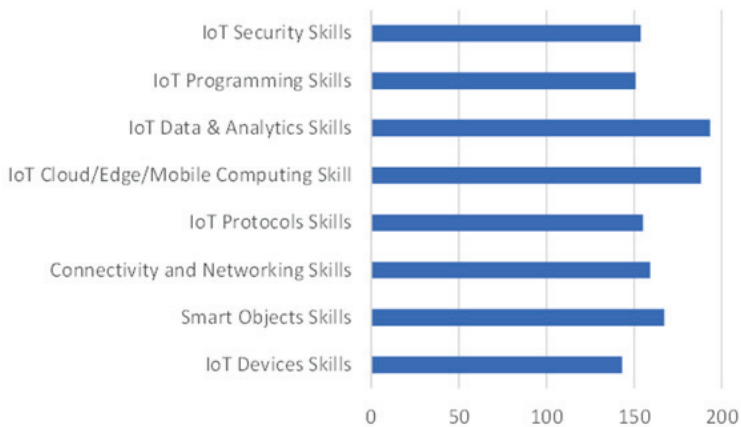 IoT Security Skills
IoT Programming Skills
IoT Data & Analytics Skills
IoT Cloud/Edge/Mobile Computing Skill
IoT Protocols Skills
Connectivity and Networking Skills
Smart Objects Skills
IoT Devices Skills
0 50 100 150 200